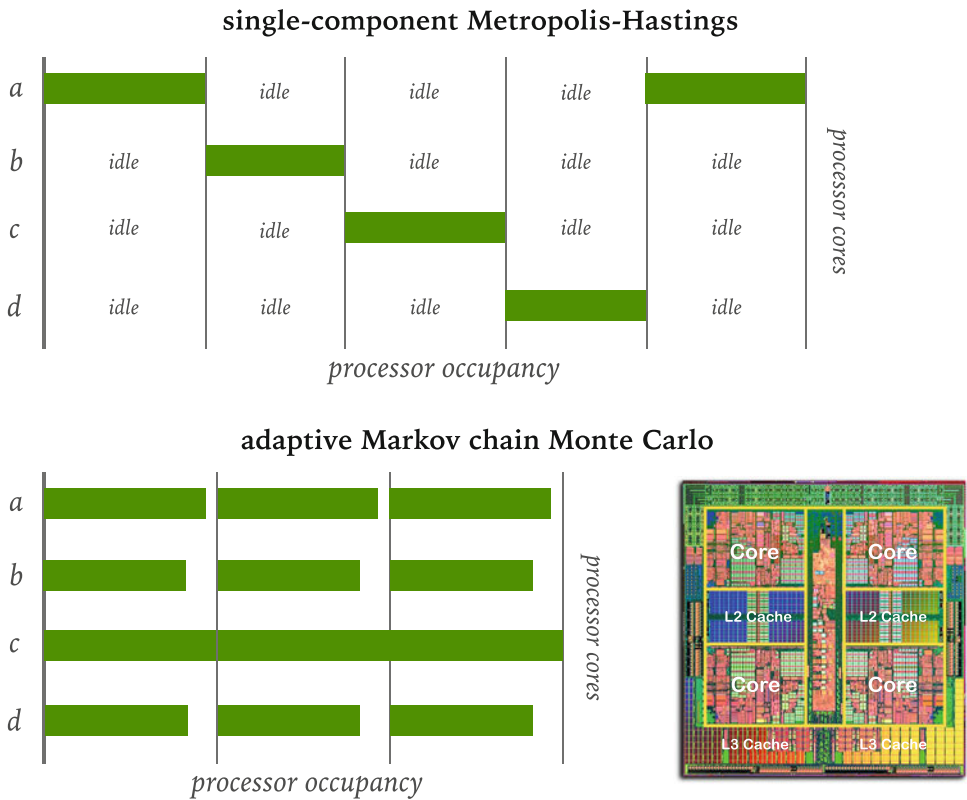 single-component Metropolis-Hastings
a idle idle idle
b idle idle idle idle
c idle idle idle idle
d idle idle idle idle
processor cores
processor occupancy
adaptive Markov chain Monte Carlo
a
b
c
d
processor cores
processor occupancy
Core Core
L2 Cache L2 Cache
Core Core
L3 Cache L3 Cache